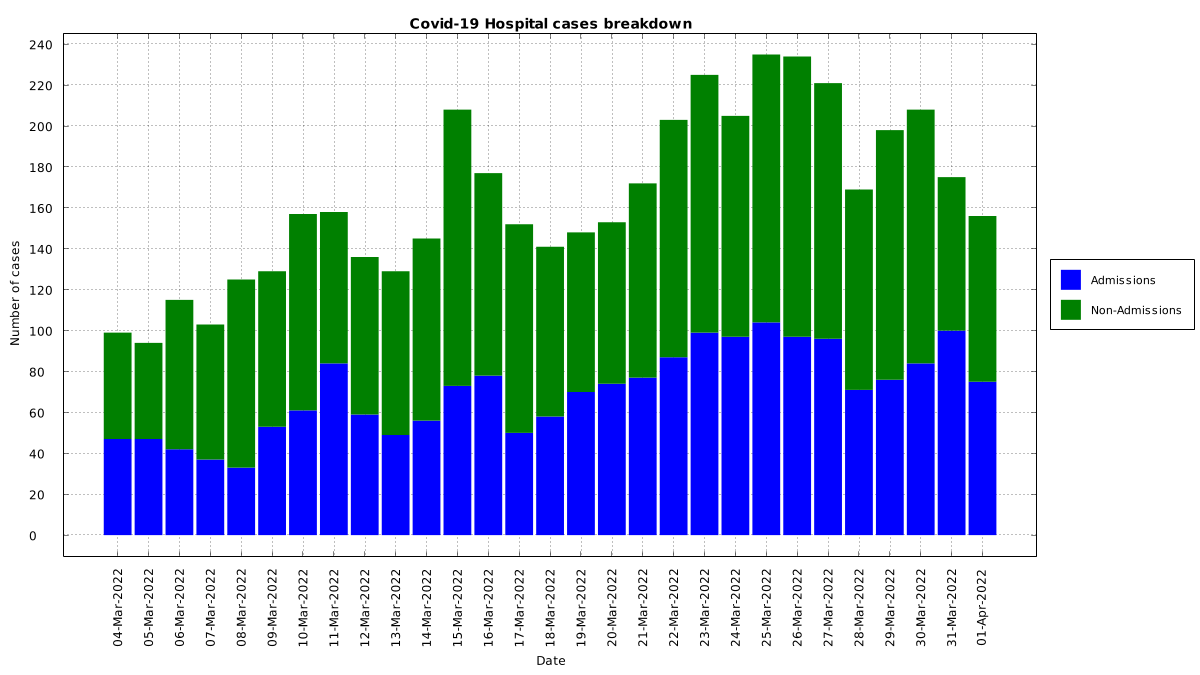 Covid-19 Hospital cases breakdown
240
220
200
180
160
140
120
100
80
60
40
20
0
Number of cases
04-Mar-2022
05-Mar-2022
06-Mar-2022
07-Mar-2022
08-Mar-2022
09-Mar-2022
10-Mar-2022
11-Mar-2022
12-Mar-2022
13-Mar-2022
14-Mar-2022
15-Mar-2022
16-Mar-2022
17-Mar-2022
18-Mar-2022
19-Mar-2022
20-Mar-2022
21-Mar-2022
22-Mar-2022
23-Mar-2022
24-Mar-2022
25-Mar-2022
26-Mar-2022
27-Mar-2022
28-Mar-2022
29-Mar-2022
30-Mar-2022
31-Mar-2022
01-Apr-2022
Date
Admissions
Non-Admissions